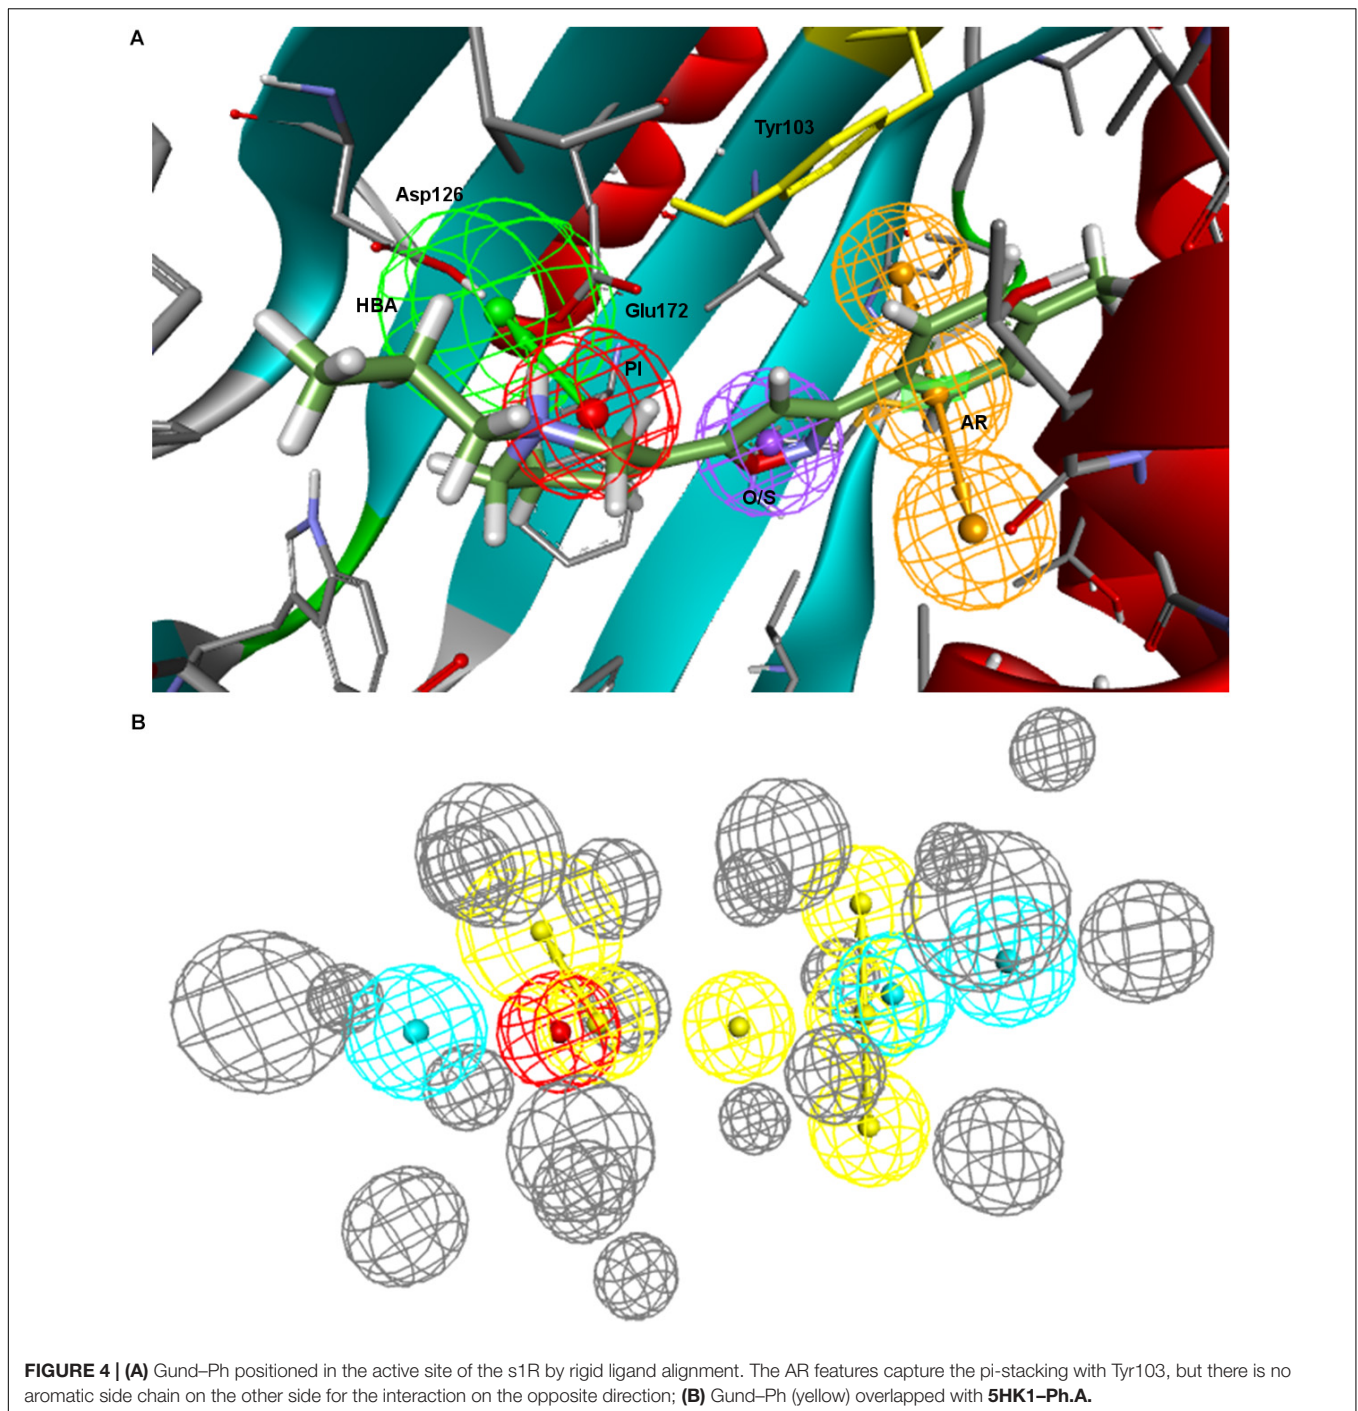 A
Tyr103
Asp126
HBA
Glu172
PI
AR
O/S
B
FIGURE 4 | (A) Gund–Ph positioned in the active site of the s1R by rigid ligand alignment. The AR features capture the pi-stacking with Tyr103, but there is no
aromatic side chain on the other side for the interaction on the opposite direction; (B) Gund–Ph (yellow) overlapped with 5HK1–Ph.A.